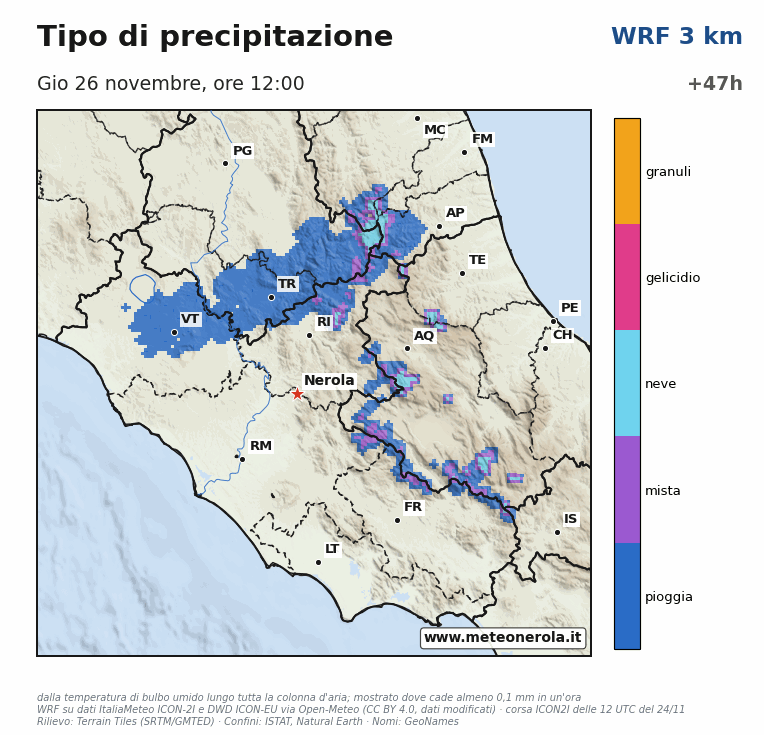 Tipo di precipitazione
WRF 3 km
Gio 26 novembre, ore 12:00
+47h
MC
FM
PG
AP
TE
TR
PE
VT
RI
AQ
CH
Nerola
RM
FR
IS
LT
www.meteonerola.it
granuli
gelicidio
neve
mista
pioggia
dalla temperatura di bulbo umido lungo tutta la colonna d'aria; mostrato dove cade almeno 0,1 mm in un'ora
WRF su dati ItaliaMeteo ICON-2I e DWD ICON-EU via Open-Meteo (CC BY 4.0, dati modificati) · corsa ICON2I delle 12 UTC del 24/11
Rilievo: Terrain Tiles (SRTM/GMTED) · Confini: ISTAT, Natural Earth · Nomi: GeoNames